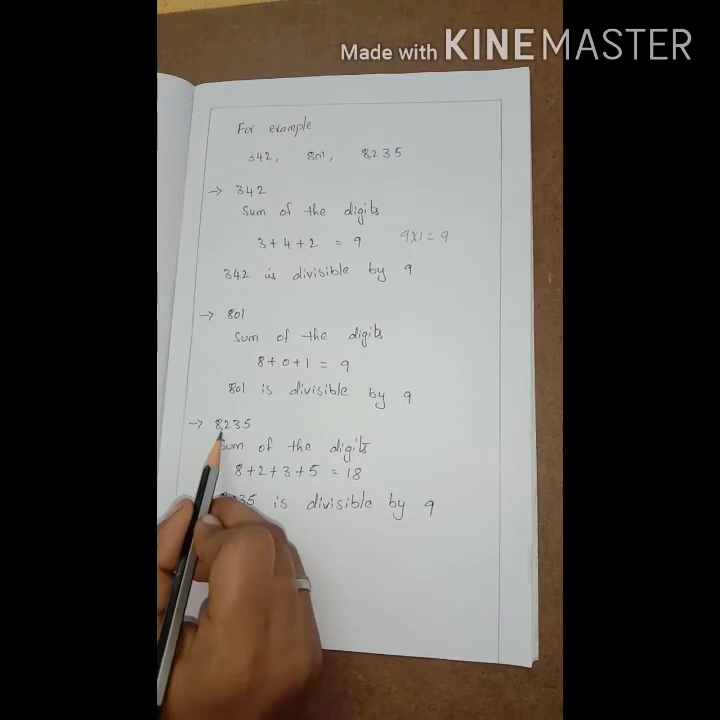 Made with KINEMASTER
For example
342, 801, 8235
→ 342
Sum of the digits
3 + 4 + 2 = 9 9x1 = 9
342 is divisible by 9
→ 801
Sum of the digits
8 + 0 + 1 = 9
801 is divisible by 9
→ 8235
Sum of the digits
8 + 2 + 3 + 5 = 18
8235 is divisible by 9